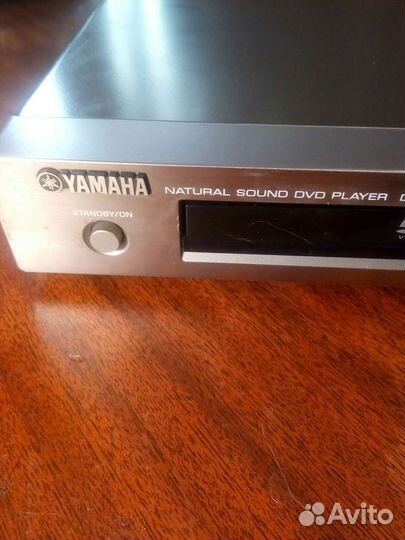 YAMAHA
NATURAL SOUND DVD PLAYER
STANDBY/ON
Avito